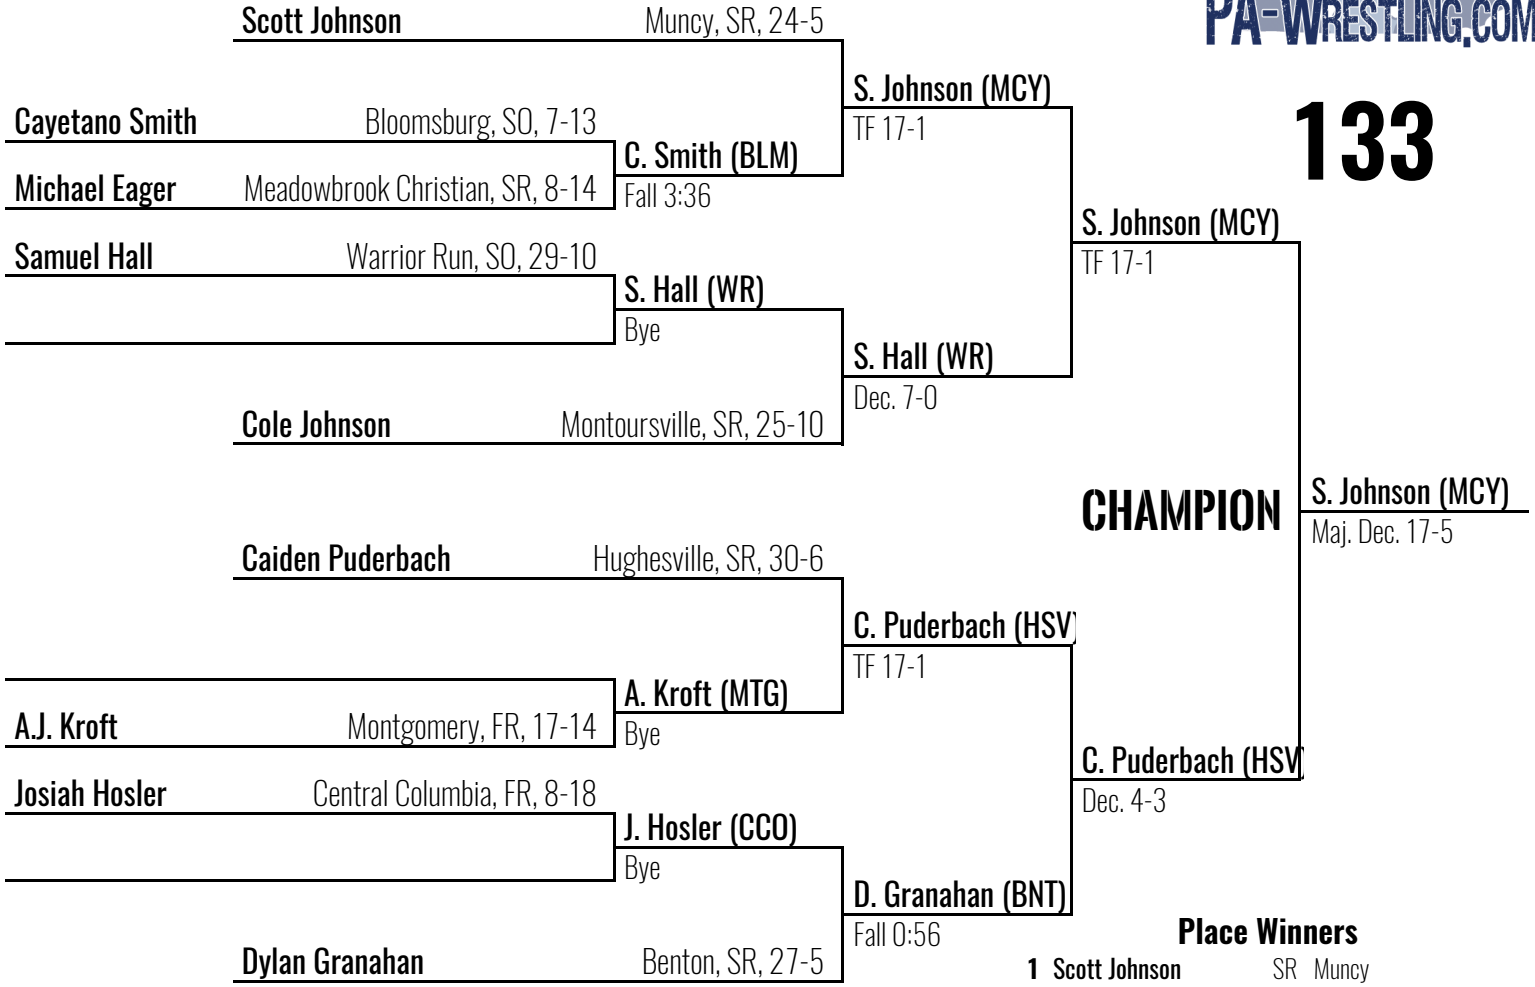 PA-WRESTLING.COM
133
Scott Johnson Muncy, SR, 24-5
S. Johnson (MCY)
TF 17-1
Cayetano Smith Bloomsburg, SO, 7-13
C. Smith (BLM)
Fall 3:36
Michael Eager Meadowbrook Christian, SR, 8-14
S. Johnson (MCY)
TF 17-1
Samuel Hall Warrior Run, SO, 29-10
S. Hall (WR)
Bye
S. Hall (WR)
Dec. 7-0
Cole Johnson Montoursville, SR, 25-10
CHAMPION
S. Johnson (MCY)
Maj. Dec. 17-5
Caiden Puderbach Hughesville, SR, 30-6
C. Puderbach (HSV)
TF 17-1
A. Kroft (MTG)
Bye
A.J. Kroft Montgomery, FR, 17-14
C. Puderbach (HSV)
Dec. 4-3
Josiah Hosler Central Columbia, FR, 8-18
J. Hosler (CCO)
Bye
D. Granahan (BNT)
Fall 0:56
Dylan Granahan Benton, SR, 27-5
Place Winners
1 Scott Johnson SR Muncy